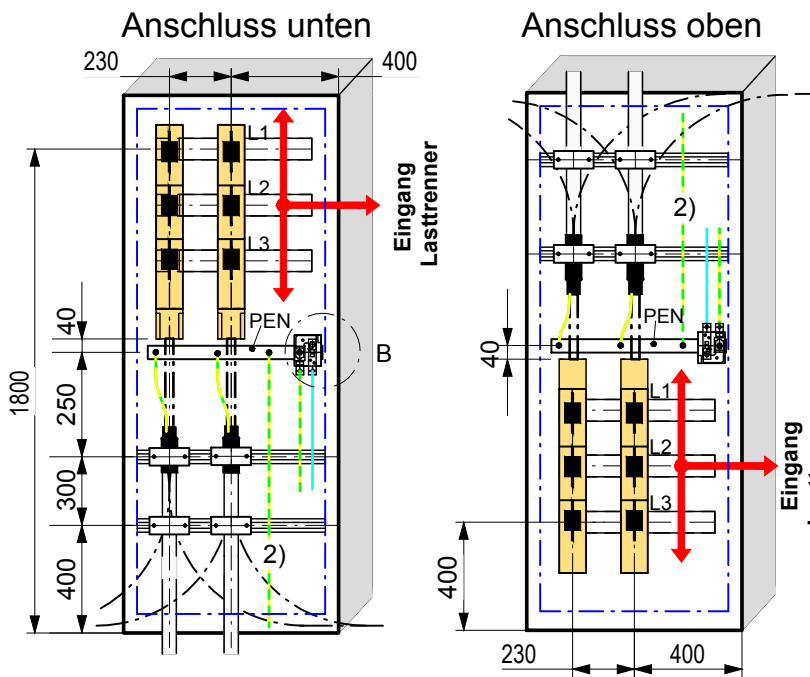 Anschluss unten
230
400
L1
L2
L3
Eingang
Lasttrenner
PEN
B
40
250
300
400
1800
2)
Anschluss oben
2)
PEN
40
L1
L2
L3
Eingang
400
230
400